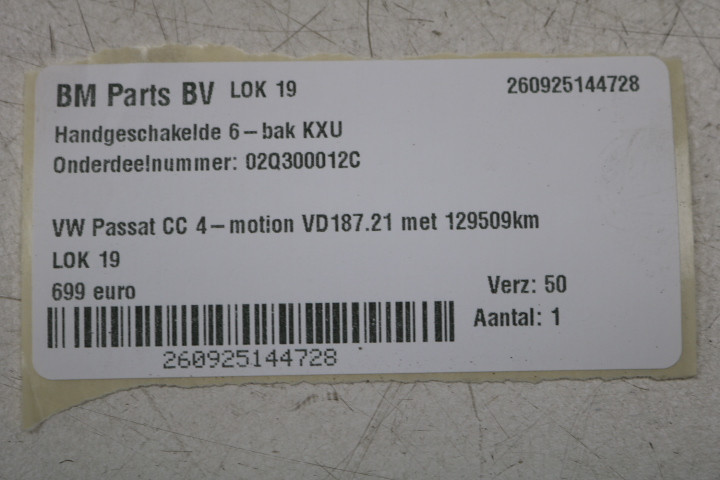 BM Parts BV LOK 19 260925144728
Handgeschakelde 6-bak KXU
Onderdeelnummer: 02Q300012C
VW Passat CC 4-motion VD187.21 met 129509km
LOK 19
699 euro Verz: 50
Aantal: 1
260925144728